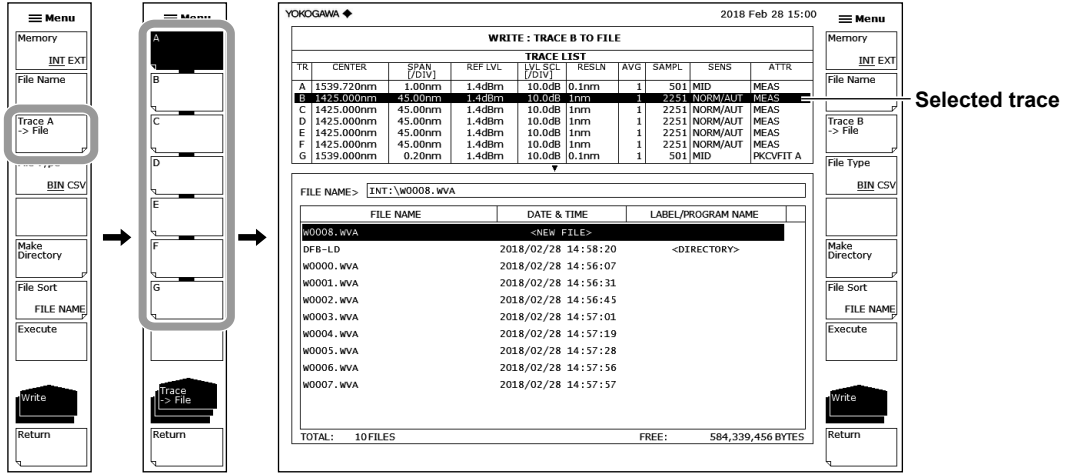 Menu
Memory
INT EXT
File Name
Trace A
-> File
BIN CSV
Make
Directory
File Sort
FILE NAME
Execute
Write
Return
Menu
A
B
C
D
E
F
G
Trace
-> File
Return
YOKOGAWA ◆ 2018 Feb 28 15:00
WRITE : TRACE B TO FILE
TRACE LIST
TR CENTER SPAN [/DIV] REF LVL LVL SCL [/DIV] RESLN AVG SAMPL SENS ATTR
A 1539.720nm 1.00nm 1.4dBm 10.0dB 0.1nm 1 501 MID MEAS
B 1425.000nm 45.00nm 1.4dBm 10.0dB 1nm 1 2251 NORM/AUT MEAS
C 1425.000nm 45.00nm 1.4dBm 10.0dB 1nm 1 2251 NORM/AUT MEAS
D 1425.000nm 45.00nm 1.4dBm 10.0dB 1nm 1 2251 NORM/AUT MEAS
E 1425.000nm 45.00nm 1.4dBm 10.0dB 1nm 1 2251 NORM/AUT MEAS
F 1425.000nm 45.00nm 1.4dBm 10.0dB 1nm 1 2251 NORM/AUT MEAS
G 1539.000nm 0.20nm 1.4dBm 10.0dB 0.1nm 1 501 MID PKCVFIT A
FILE NAME> INT:\W0008.WVA
FILE NAME DATE & TIME LABEL/PROGRAM NAME
W0008.WVA <NEW FILE>
DFB-LD 2018/02/28 14:58:20 <DIRECTORY>
W0000.WVA 2018/02/28 14:56:07
W0001.WVA 2018/02/28 14:56:31
W0002.WVA 2018/02/28 14:56:45
W0003.WVA 2018/02/28 14:57:01
W0004.WVA 2018/02/28 14:57:19
W0005.WVA 2018/02/28 14:57:28
W0006.WVA 2018/02/28 14:57:56
W0007.WVA 2018/02/28 14:57:57
TOTAL: 10FILES FREE: 584,339,456 BYTES
Menu
Memory
INT EXT
File Name
Trace B
-> File
File Type
BIN CSV
Make
Directory
File Sort
FILE NAME
Execute
Write
Return
Selected trace